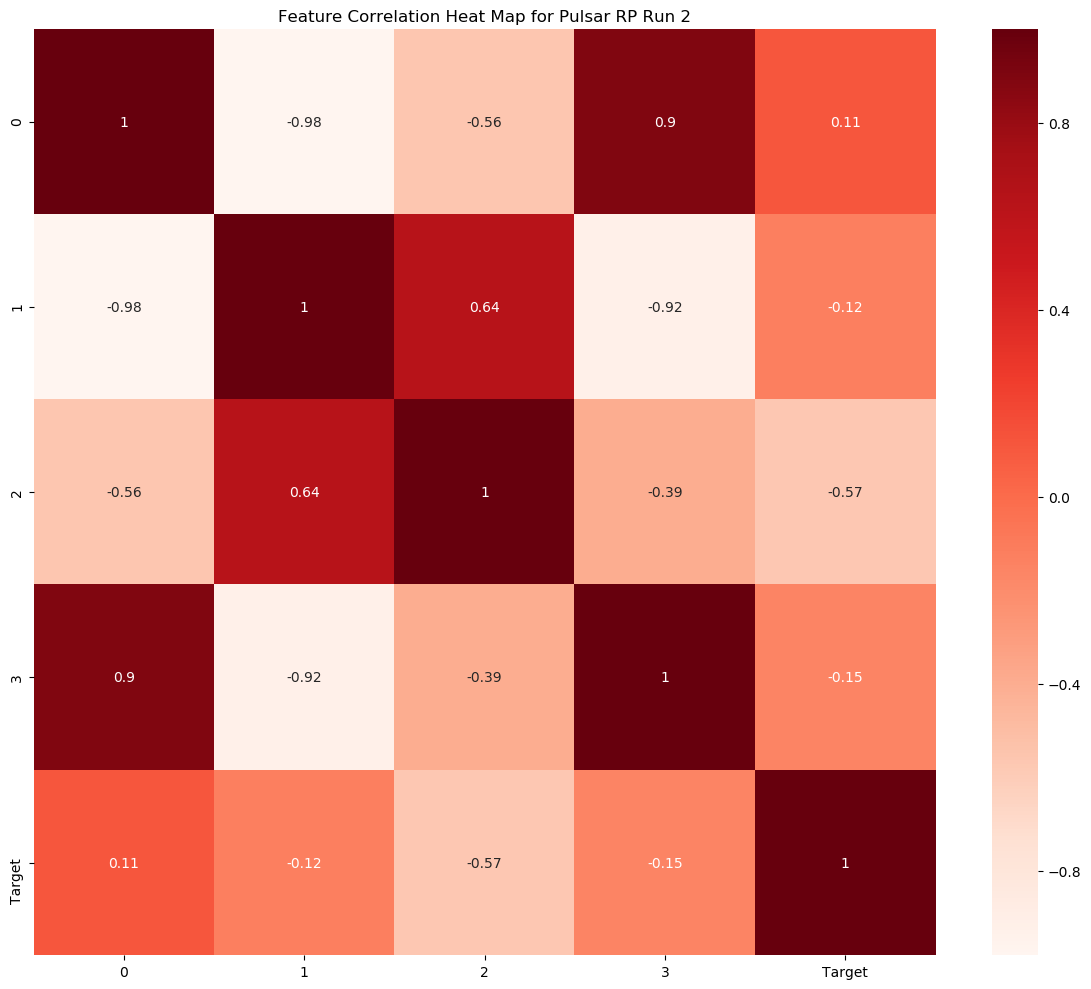 Feature Correlation Heat Map for Pulsar RP Run 2
0 1 -0.98 -0.56 0.9 0.11
1 -0.98 1 0.64 -0.92 -0.12
2 -0.56 0.64 1 -0.39 -0.57
3 0.9 -0.92 -0.39 1 -0.15
Target 0.11 -0.12 -0.57 -0.15 1
0 1 2 3 Target
0.8
0.4
0.0
−0.4
−0.8